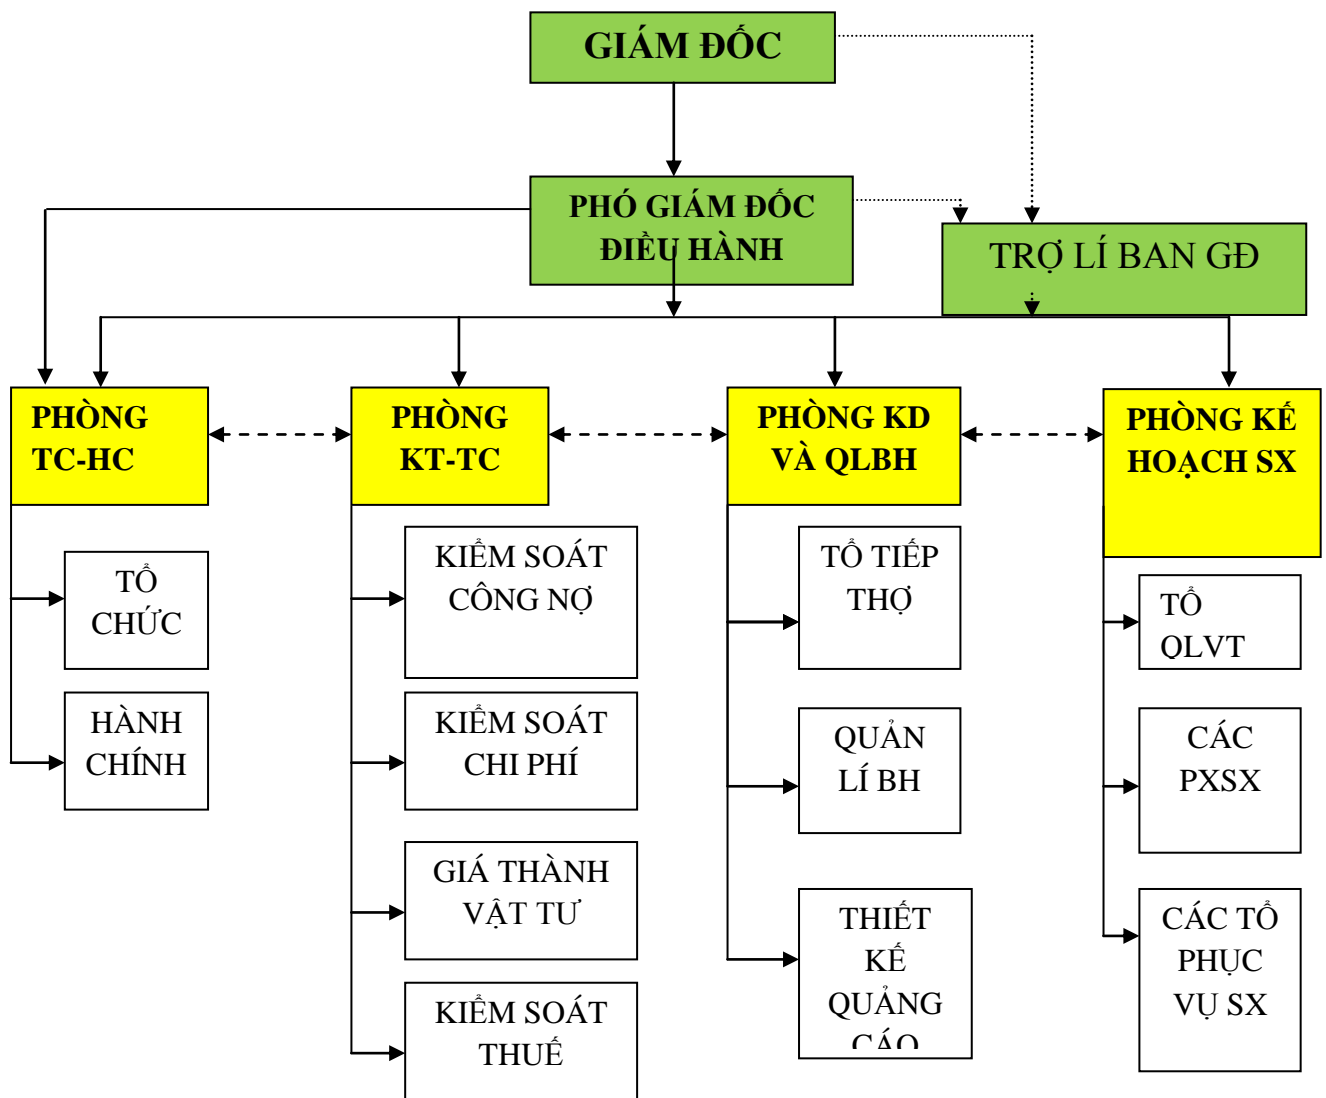 GIÁM ĐỐC
PHÓ GIÁM ĐỐC
ĐIỀU HÀNH
TRỢ LÍ BAN GĐ
PHÒNG
TC-HC
PHÒNG
KT-TC
PHÒNG KD
VÀ QLBH
PHÒNG KẾ
HOẠCH SX
TỔ
CHỨC
HÀNH
CHÍNH
KIỂM SOÁT
CÔNG NỢ
KIỂM SOÁT
CHI PHÍ
GIÁ THÀNH
VẬT TƯ
KIỂM SOÁT
THUẾ
TỔ TIẾP
THỢ
QUẢN
LÍ BH
THIẾT
KẾ
QUẢNG
CÁO
TỔ
QLVT
CÁC
PXSX
CÁC TỔ
PHỤC
VỤ SX